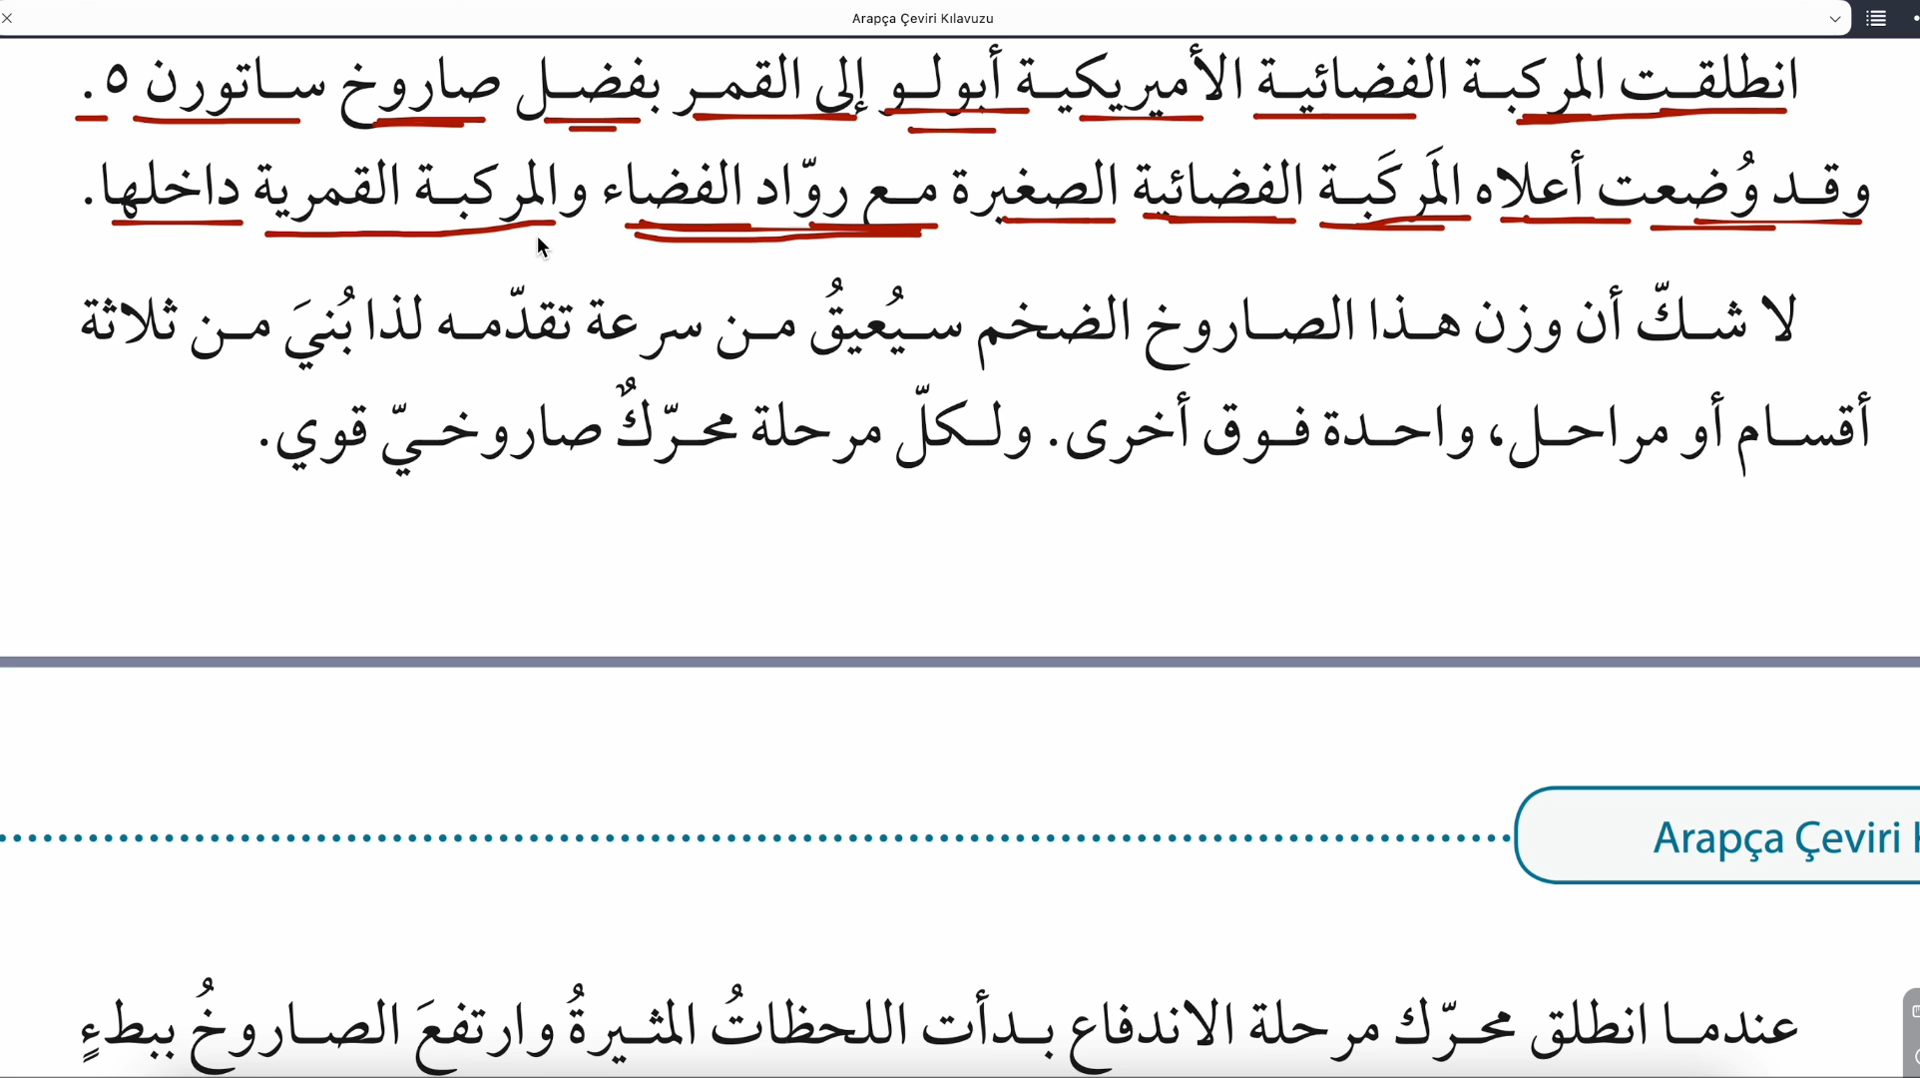 Arapça Çeviri Kılavuzu
انطلقت المركبة الفضائية الأميريكية أبولو إلى القمر بفضل صاروخ ساتورن ٥.
وقد وُضعت أعلاه المَركَبة الفضائية الصغيرة مع روّاد الفضاء والمركبة القمرية داخلها.
لا شكّ أن وزن هذا الصاروخ الضخم سيُعيقُ من سرعة تقدّمه لذا بُنيَ من ثلاثة
أقسام أو مراحل، واحدة فوق أخرى. ولكلّ مرحلة محرّكٌ صاروخيّ قوي.
Arapça Çeviri
عندما انطلق محرّك مرحلة الاندفاع بدأت اللحظاتُ المثيرةُ وارتفعَ الصاروخُ ببطءٍ